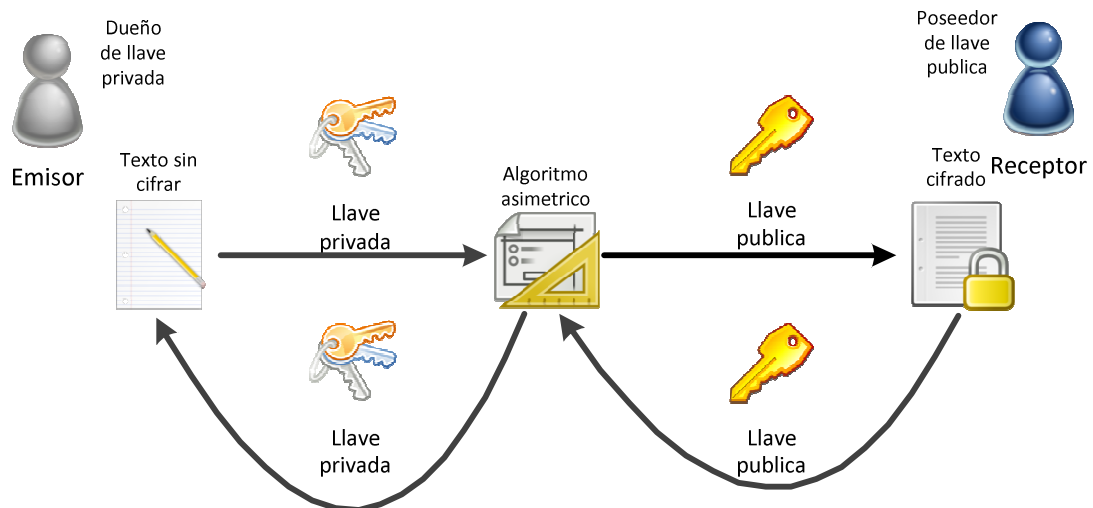 Dueño
de llave
privada
Emisor
Texto sin
cifrar
Llave
privada
Algoritmo
asimetrico
Llave
publica
Poseedor
de llave
publica
Texto
cifrado
Receptor
Llave
privada
Llave
publica